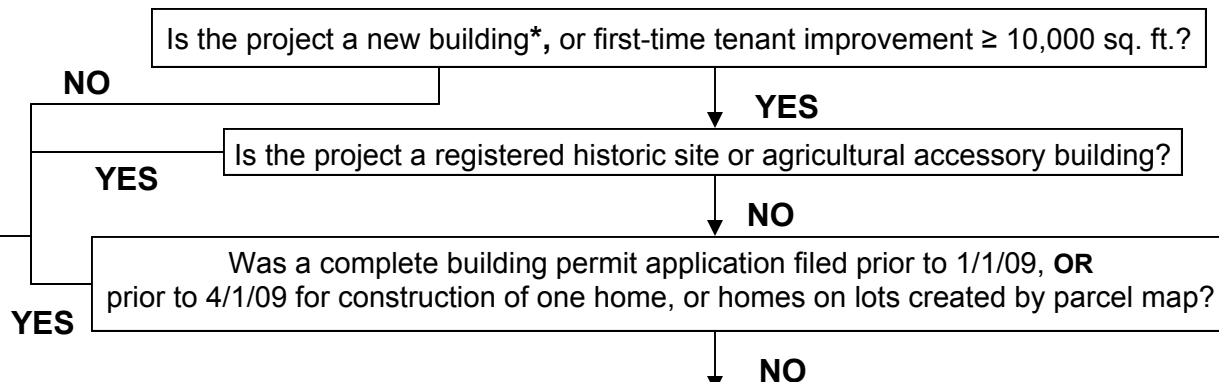 Is the project a new building*, or first-time tenant improvement ≥ 10,000 sq. ft.?
NO
YES
Is the project a registered historic site or agricultural accessory building?
YES
NO
Was a complete building permit application filed prior to 1/1/09, OR
prior to 4/1/09 for construction of one home, or homes on lots created by parcel map?
YES
NO